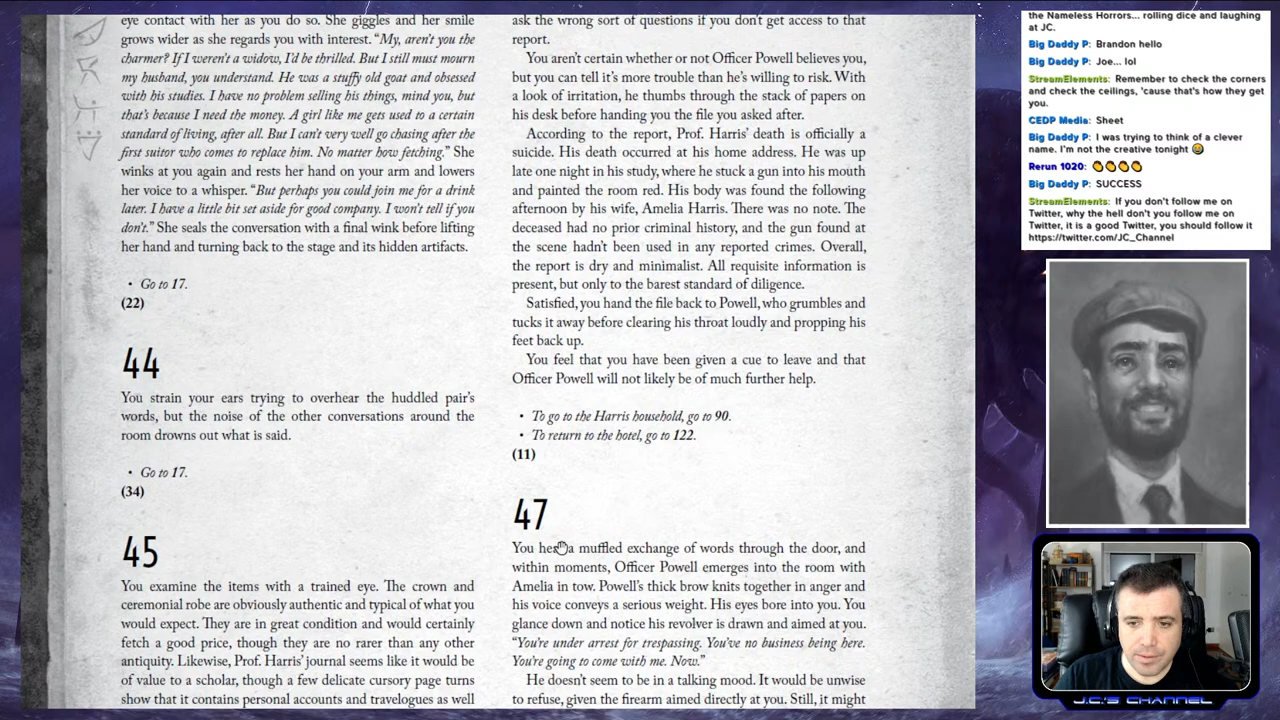 eye contact with her as you do so. She giggles and her smile
grows wider as she regards you with interest. “My, aren’t you the
charmer? If I weren’t a widow, I’d be thrilled. But I still must mourn
my husband, you understand. He was a stuffy old goat and obsessed
with his studies. I have no problem selling his things, mind you, but
that’s because I need the money. A girl like me gets used to a certain
standard of living, after all. But I can’t very well go chasing after the
first suitor who comes to replace him. No matter how fetching.” She
winks at you again and rests her hand on your arm and lowers
her voice to a whisper. “But perhaps you could join me for a drink
later. I have a little bit set aside for good company. I won’t tell if you
don’t.” She seals the conversation with a final wink before lifting
her hand and turning back to the stage and its hidden artifacts.
• Go to 17.
(22)
44
You strain your ears trying to overhear the huddled pair’s
words, but the noise of the other conversations around the
room drowns out what is said.
• Go to 17.
(34)
45
You examine the items with a trained eye. The crown and
ceremonial robe are obviously authentic and typical of what you
would expect. They are in great condition and would certainly
fetch a good price, though they are no rarer than any other
antiquity. Likewise, Prof. Harris’ journal seems like it would be
of value to a scholar, though a few delicate cursory page turns
show that it contains personal accounts and travelogues as well
ask the wrong sort of questions if you don’t get access to that
report.
You aren’t certain whether or not Officer Powell believes you,
but you can tell it’s more trouble than he’s willing to risk. With
a look of irritation, he thumbs through the stack of papers on
his desk before handing you the file you asked after.
According to the report, Prof. Harris’ death is officially a
suicide. His death occurred at his home address. He was up
late one night in his study, where he stuck a gun into his mouth
and painted the room red. His body was found the following
afternoon by his wife, Amelia Harris. There was no note. The
deceased had no prior criminal history, and the gun found at
the scene hadn’t been used in any reported crimes. Overall,
the report is dry and minimalist. All requisite information is
present, but only to the barest standard of diligence.
Satisfied, you hand the file back to Powell, who grumbles and
tucks it away before clearing his throat loudly and propping his
feet back up.
You feel that you have been given a cue to leave and that
Officer Powell will not likely be of much further help.
• To go to the Harris household, go to 90.
• To return to the hotel, go to 122.
(11)
47
You hear a muffled exchange of words through the door, and
within moments, Officer Powell emerges into the room with
Amelia in tow. Powell’s thick brow knits together in anger and
his voice conveys a serious weight. His eyes bore into you. You
glance down and notice his revolver is drawn and aimed at you.
“You’re under arrest for trespassing. You’ve no business being here.
You’re going to come with me. Now.”
He doesn’t seem to be in a talking mood. It would be unwise
to refuse, given the firearm aimed directly at you. Still, it might
the Nameless Horrors... rolling dice and laughing
at JC.
Big Daddy P: Brandon hello
Big Daddy P: Joe... lol
StreamElements: Remember to check the corners
and check the ceilings, 'cause that's how they get
you.
CEDP Media: Sheet
Big Daddy P: I was trying to think of a clever
name. I'm not the creative tonight 😂
Rerun 1020: 👏👏👏👏
Big Daddy P: SUCCESS
StreamElements: If you don't follow me on
Twitter, why the hell don't you follow me on
Twitter, it is a good Twitter, you should follow it
https://twitter.com/JC_Channel
J.C.'S CHANNEL